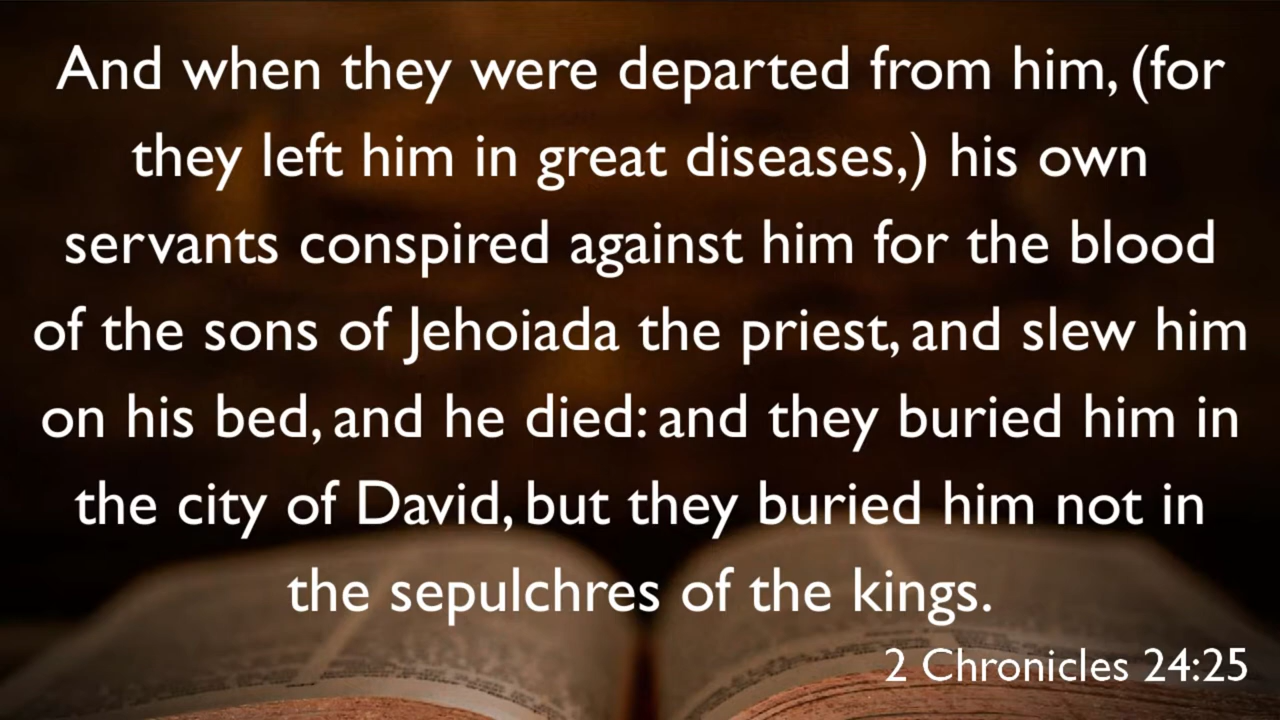 And when they were departed from him, (for
they left him in great diseases,) his own
servants conspired against him for the blood
of the sons of Jehoiada the priest, and slew him
on his bed, and he died: and they buried him in
the city of David, but they buried him not in
the sepulchres of the kings.
2 Chronicles 24:25